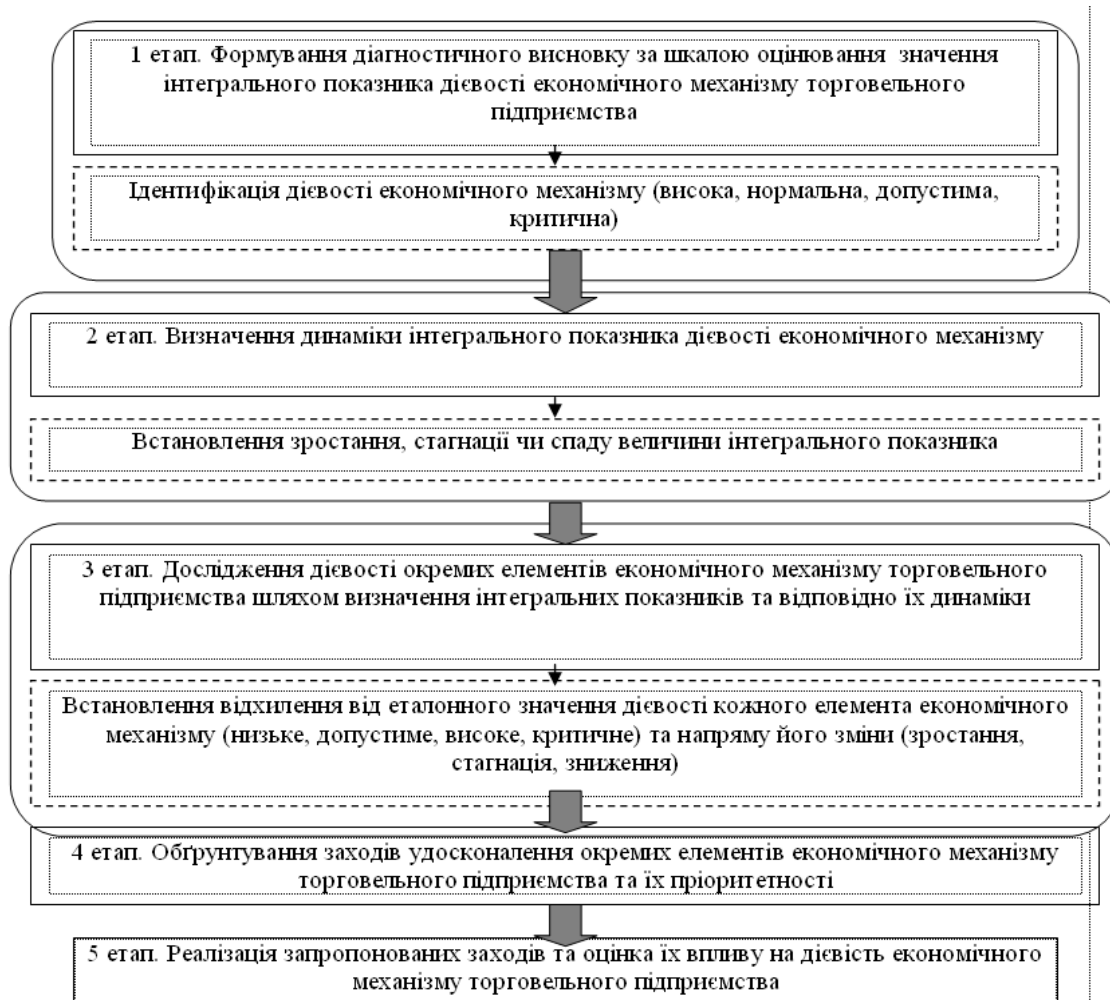 1 етап. Формування діагностичного висновку за шкалою оцінювання значення
інтегрального показника дієвості економічного механізму торговельного
підприємства
Ідентифікація дієвості економічного механізму (висока, нормальна, допустима,
критична)
2 етап. Визначення динаміки інтегрального показника дієвості економічного механізму
Встановлення зростання, стагнації чи спаду величини інтегрального показника
3 етап. Дослідження дієвості окремих елементів економічного механізму торговельного
підприємства шляхом визначення інтегральних показників та відповідно їх динаміки
Встановлення відхилення від еталонного значення дієвості кожного елемента економічного
механізму (низьке, допустиме, високе, критичне) та напряму його зміни (зростання,
стагнація, зниження)
4 етап. Обґрунтування заходів удосконалення окремих елементів економічного механізму
торговельного підприємства та їх пріоритетності
5 етап. Реалізація запропонованих заходів та оцінка їх впливу на дієвість економічного
механізму торговельного підприємства